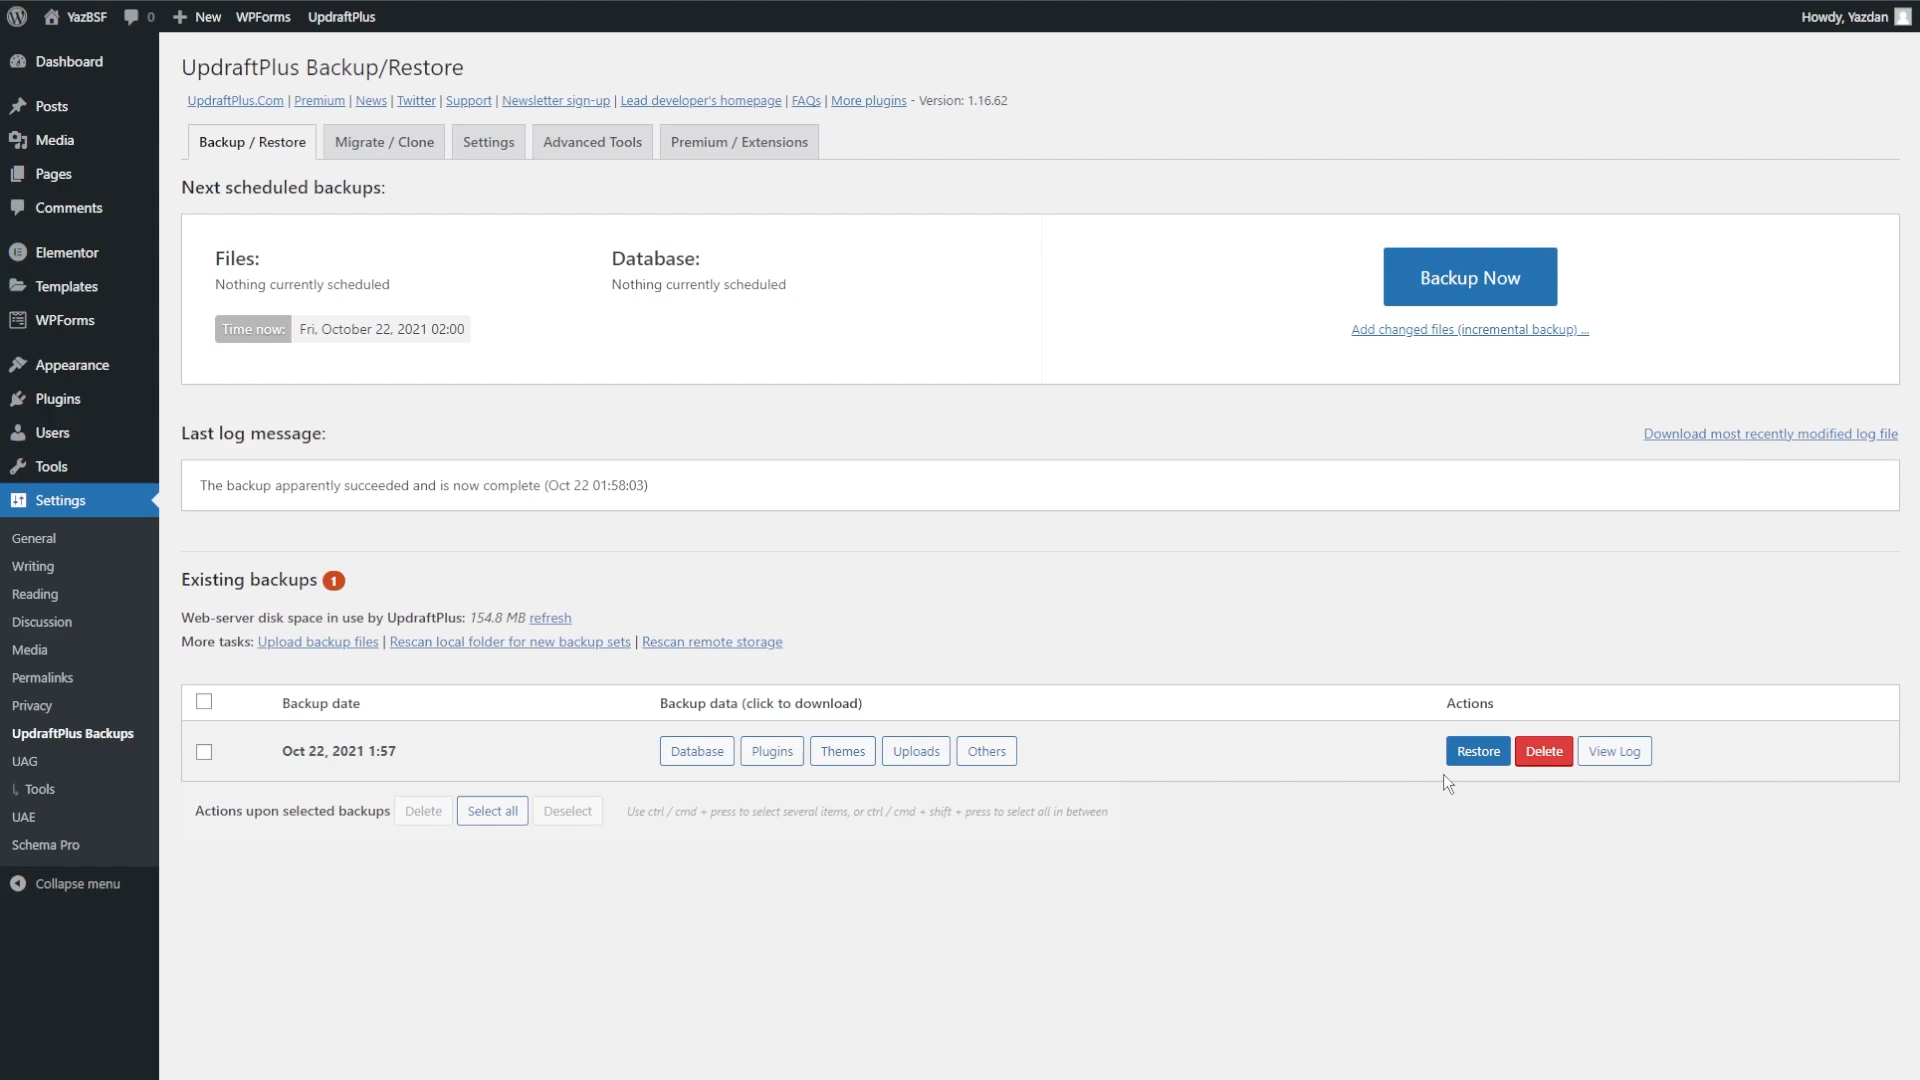 YazBSF 0 New WPForms UpdraftPlus Howdy, Yazdan
Dashboard
Posts
Media
Pages
Comments
Elementor
Templates
WPForms
Appearance
Plugins
Users
Tools
Settings
General
Writing
Reading
Discussion
Media
Permalinks
Privacy
UpdraftPlus Backups
UAG
Tools
UAE
Schema Pro
Collapse menu
UpdraftPlus Backup/Restore
UpdraftPlus.Com | Premium | News | Twitter | Support | Newsletter sign-up | Lead developer's homepage | FAQs | More plugins - Version: 1.16.62
Backup / Restore Migrate / Clone Settings Advanced Tools Premium / Extensions
Next scheduled backups:
Files: Database:
Nothing currently scheduled Nothing currently scheduled
Time now: Fri, October 22, 2021 02:00
Backup Now
Add changed files (incremental backup) ...
Last log message: Download most recently modified log file
The backup apparently succeeded and is now complete (Oct 22 01:58:03)
Existing backups 1
Web-server disk space in use by UpdraftPlus: 154.8 MB refresh
More tasks: Upload backup files | Rescan local folder for new backup sets | Rescan remote storage
Backup date Backup data (click to download) Actions
Oct 22, 2021 1:57 Database Plugins Themes Uploads Others Restore Delete View Log
Actions upon selected backups Delete Select all Deselect Use ctrl / cmd + press to select several items, or ctrl / cmd + shift + press to select all in between